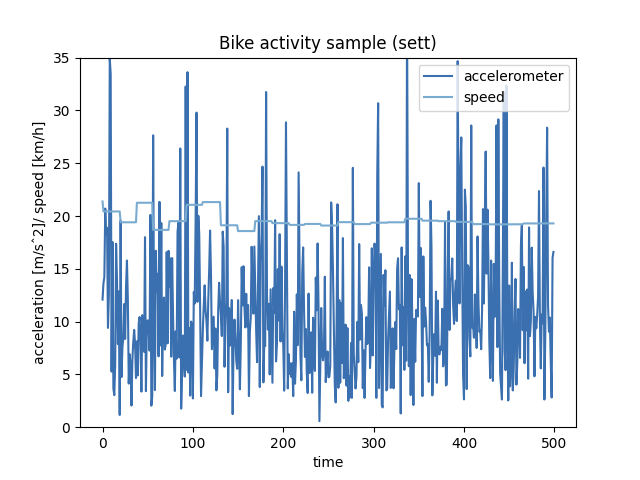 Bike activity sample (sett)
accelerometer
speed
acceleration [m/s^2]/ speed [km/h]
35
30
25
20
15
10
5
0
0 100 200 300 400 500
time